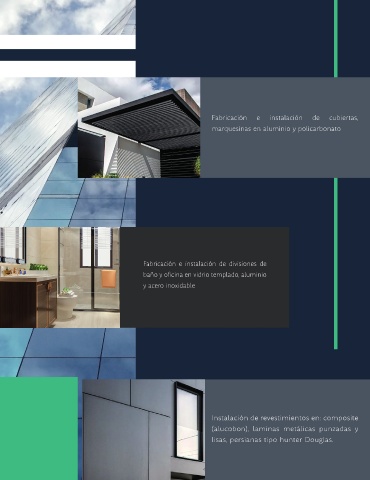 Fabricación e instalación de cubiertas,
marquesinas en aluminio y policarbonato
Fabricación e instalación de divisiones de
baño y oficina en vidrio templado, aluminio
y acero inoxidable
Instalación de revestimientos en: composite
(alucobon), laminas metálicas punzadas y
lisas, persianas tipo hunter Douglas.